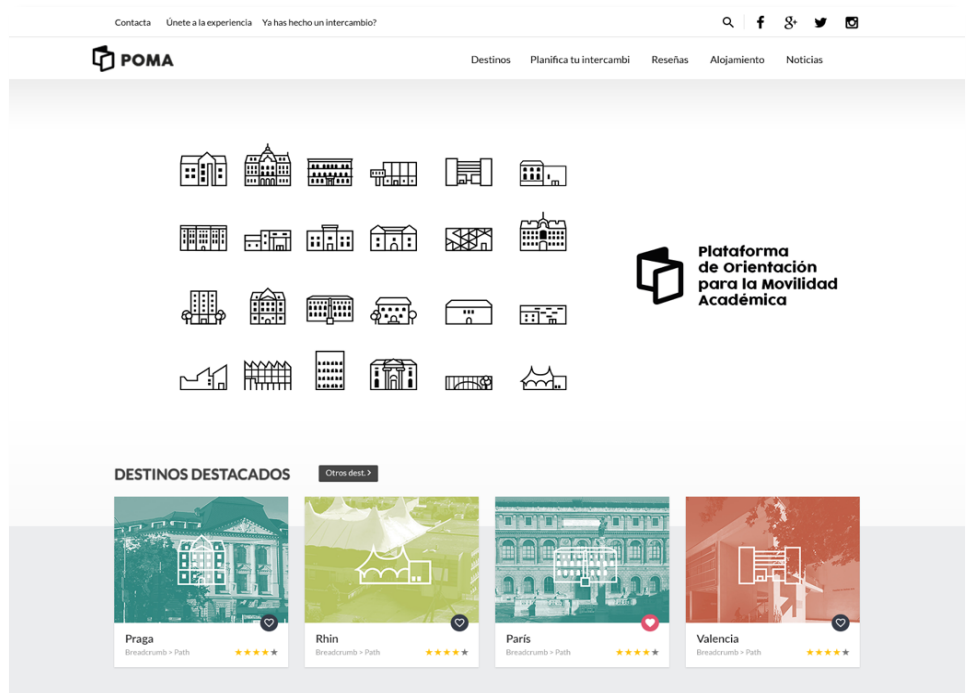 Contacta Únete a la experiencia Ya has hecho un intercambio?
POMA
Destinos Planifica tu intercambi Reseñas Alojamiento Noticias
Plataforma
de Orientación
para la Movilidad
Académica
DESTINOS DESTACADOS Otros dest. >
Praga
Breadcrumb > Path
Rhin
Breadcrumb > Path
París
Breadcrumb > Path
Valencia
Breadcrumb > Path